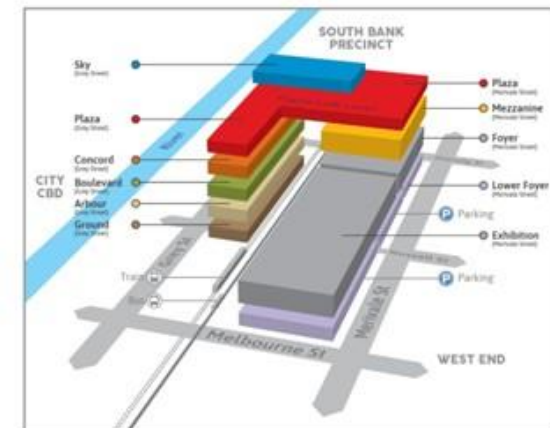 SOUTH BANK
PRECINCT
Sky
(Grey Street)
Plaza
(Grey Street)
River
Concord
(Grey Street)
CITY
CBD
Boulevard
(Grey Street)
Arbour
(Grey Street)
Ground
(Grey Street)
Plaza
(Merivale Street)
Mezzanine
(Merivale Street)
Foyer
(Merivale Street)
Lower Foyer
(Merivale Street)
P Parking
Exhibition
(Merivale Street)
P Parking
Train
Bus
Grey St
Merivale St
Melbourne St
WEST END